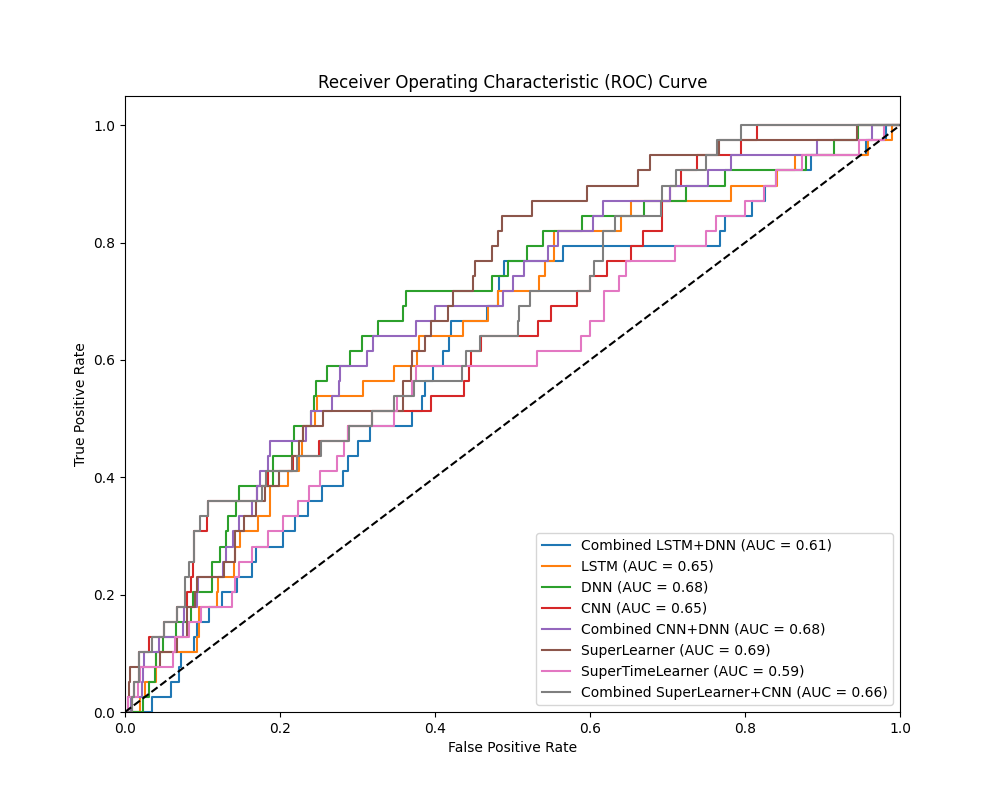 Receiver Operating Characteristic (ROC) Curve
1.0
0.8
0.6
0.4
0.2
0.0
True Positive Rate
Combined LSTM+DNN (AUC = 0.61)
LSTM (AUC = 0.65)
DNN (AUC = 0.68)
CNN (AUC = 0.65)
Combined CNN+DNN (AUC = 0.68)
SuperLearner (AUC = 0.69)
SuperTimeLearner (AUC = 0.59)
Combined SuperLearner+CNN (AUC = 0.66)
0.0 0.2 0.4 0.6 0.8 1.0
False Positive Rate